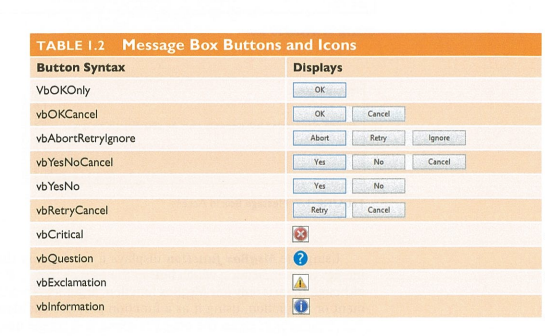 TABLE 1.2 Message Box Buttons and Icons
Button Syntax Displays
VbOKOnly OK
vbOKCancel OK Cancel
vbAbortRetryIgnore Abort Retry Ignore
vbYesNoCancel Yes No Cancel
vbYesNo Yes No
vbRetryCancel Retry Cancel
vbCritical
vbQuestion ?
vbExclamation !
vbInformation i